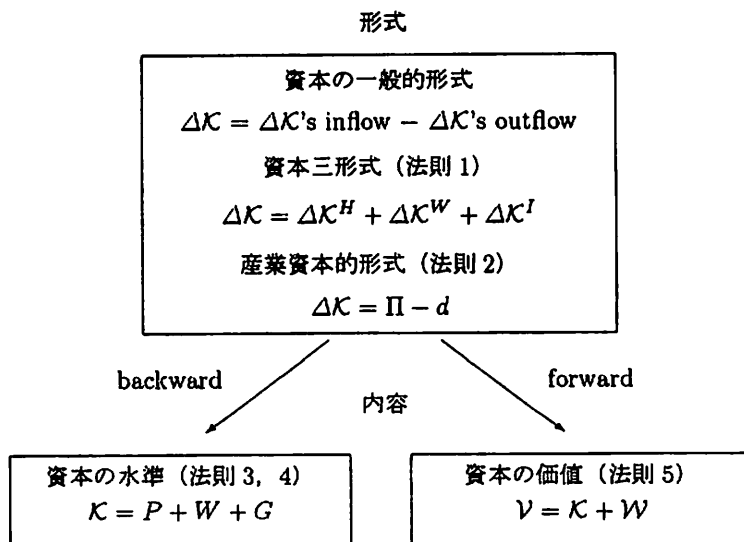 形式
資本の一般的形式
Δ𝒦 = Δ𝒦's inflow − Δ𝒦's outflow
資本三形式（法則 1）
Δ𝒦 = Δ𝒦^H + Δ𝒦^W + Δ𝒦^I
産業資本的形式（法則 2）
Δ𝒦 = Π − d
backward
forward
内容
資本の水準（法則 3，4）
𝒦 = P + W + G
資本の価値（法則 5）
𝒱 = 𝒦 + 𝒲